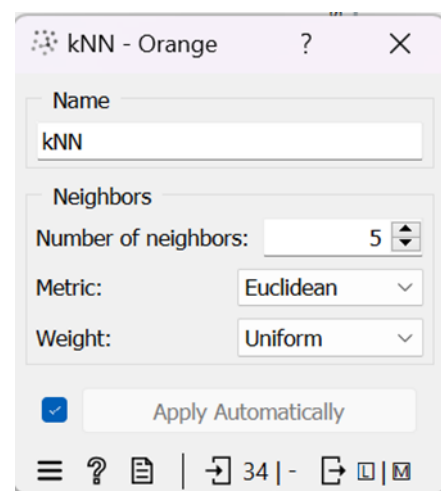 kNN - Orange ? ×
Name
kNN
Neighbors
Number of neighbors: 5
Metric: Euclidean
Weight: Uniform
Apply Automatically
? 34 | - L | M